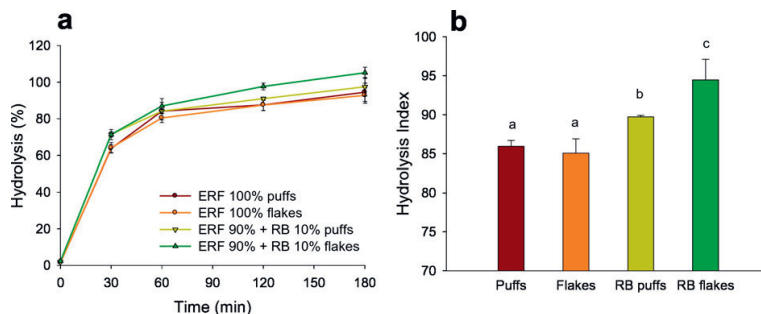 a
120
100
80
60
40
20
0
Hydrolysis (%)
0 30 60 90 120 150 180
Time (min)
ERF 100% puffs
ERF 100% flakes
ERF 90% + RB 10% puffs
ERF 90% + RB 10% flakes
b
100
95
90
85
80
75
70
Hydrolysis Index
a
a
b
c
Puffs Flakes RB puffs RB flakes